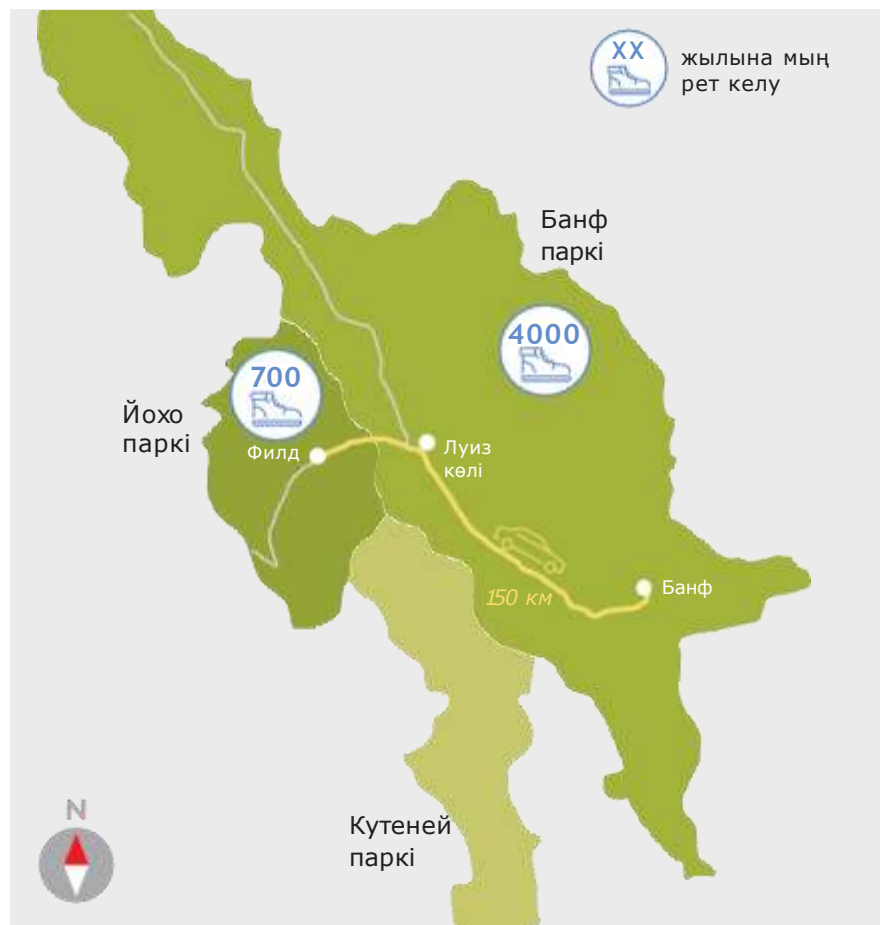 XX
жылына мың
рет келу
Банф
паркі
4000
700
Йохо
паркі
Филд
Луиз
көлі
150 км
Банф
N
Кутеней
паркі